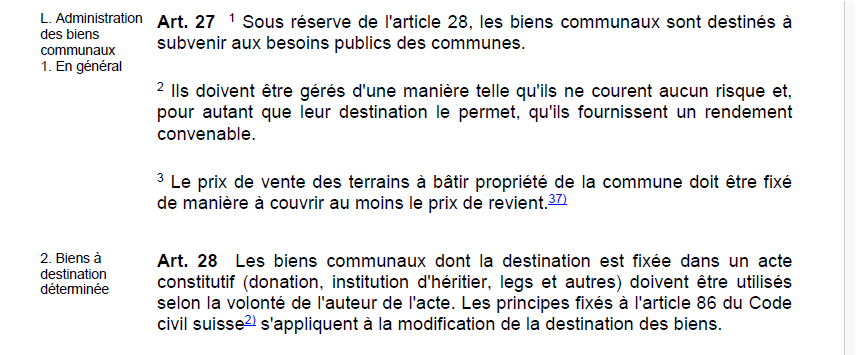 L. Administration
des biens
communaux
1. En général
Art. 27 1 Sous réserve de l'article 28, les biens communaux sont destinés à
subvenir aux besoins publics des communes.
2 Ils doivent être gérés d'une manière telle qu'ils ne courent aucun risque et,
pour autant que leur destination le permet, qu'ils fournissent un rendement
convenable.
3 Le prix de vente des terrains à bâtir propriété de la commune doit être fixé
de manière à couvrir au moins le prix de revient.37)
2. Biens à
destination
déterminée
Art. 28 Les biens communaux dont la destination est fixée dans un acte
constitutif (donation, institution d'héritier, legs et autres) doivent être utilisés
selon la volonté de l'auteur de l'acte. Les principes fixés à l'article 86 du Code
civil suisse2) s'appliquent à la modification de la destination des biens.